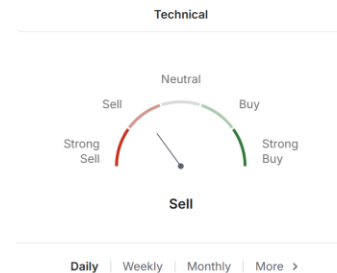 Technical
Neutral
Sell
Buy
Strong
Sell
Strong
Buy
Sell
Daily
Weekly
Monthly
More >